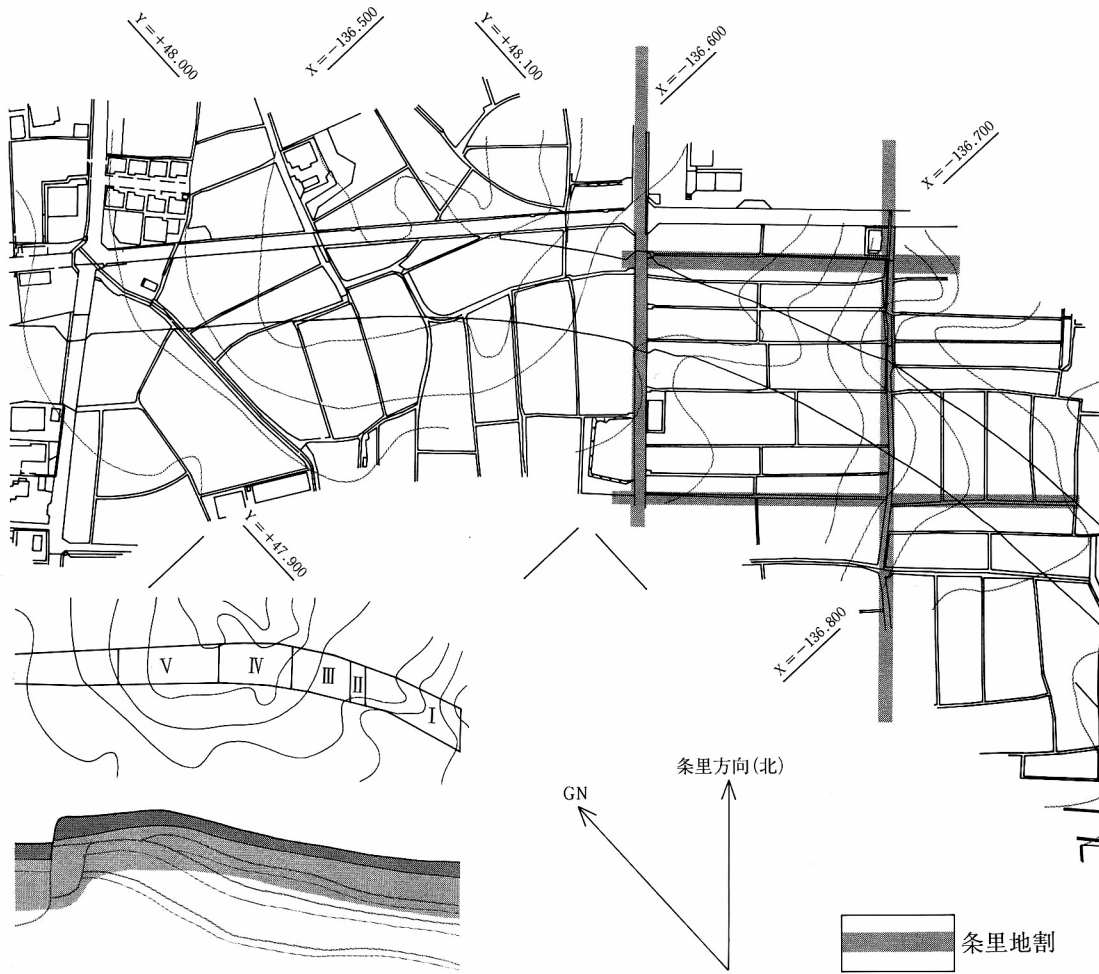 Y=+48.000
X=-136.500
Y=+48.100
X=-136.600
X=-136.700
Y=+47.900
X=-136.800
Ⅴ
Ⅳ
Ⅲ
Ⅱ
Ⅰ
条里方向(北)
GN
条里地割